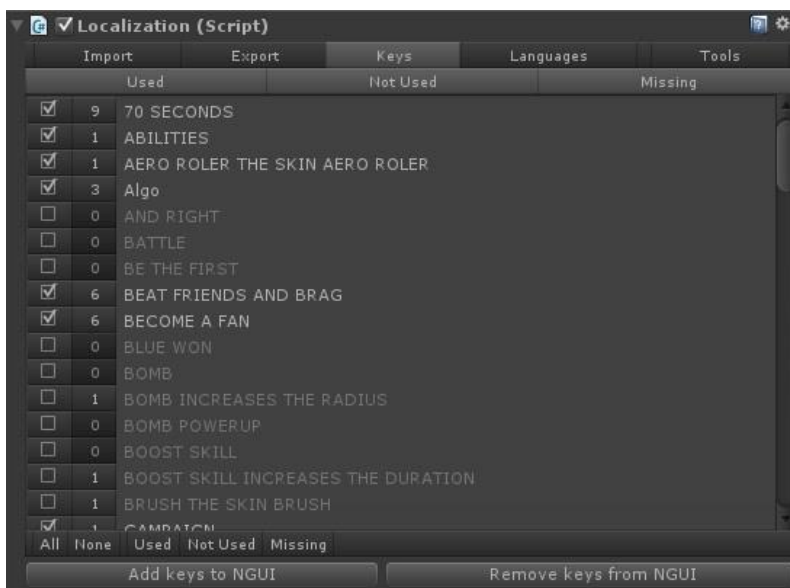 Localization (Script)
Import Export Keys Languages Tools
Used Not Used Missing
9 70 SECONDS
1 ABILITIES
1 AERO ROLER THE SKIN AERO ROLER
3 Algo
0 AND RIGHT
0 BATTLE
0 BE THE FIRST
6 BEAT FRIENDS AND BRAG
6 BECOME A FAN
0 BLUE WON
0 BOMB
1 BOMB INCREASES THE RADIUS
0 BOMB POWERUP
0 BOOST SKILL
1 BOOST SKILL INCREASES THE DURATION
1 BRUSH THE SKIN BRUSH
1 CAMPAIGN
All None Used Not Used Missing
Add keys to NGUI Remove keys from NGUI